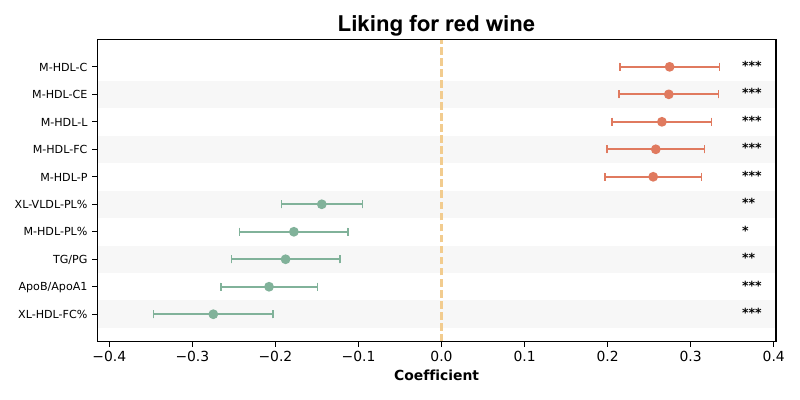 Liking for red wine
M-HDL-C ***
M-HDL-CE ***
M-HDL-L ***
M-HDL-FC ***
M-HDL-P ***
XL-VLDL-PL% **
M-HDL-PL% *
TG/PG **
ApoB/ApoA1 ***
XL-HDL-FC% ***
−0.4 −0.3 −0.2 −0.1 0.0 0.1 0.2 0.3 0.4
Coefficient